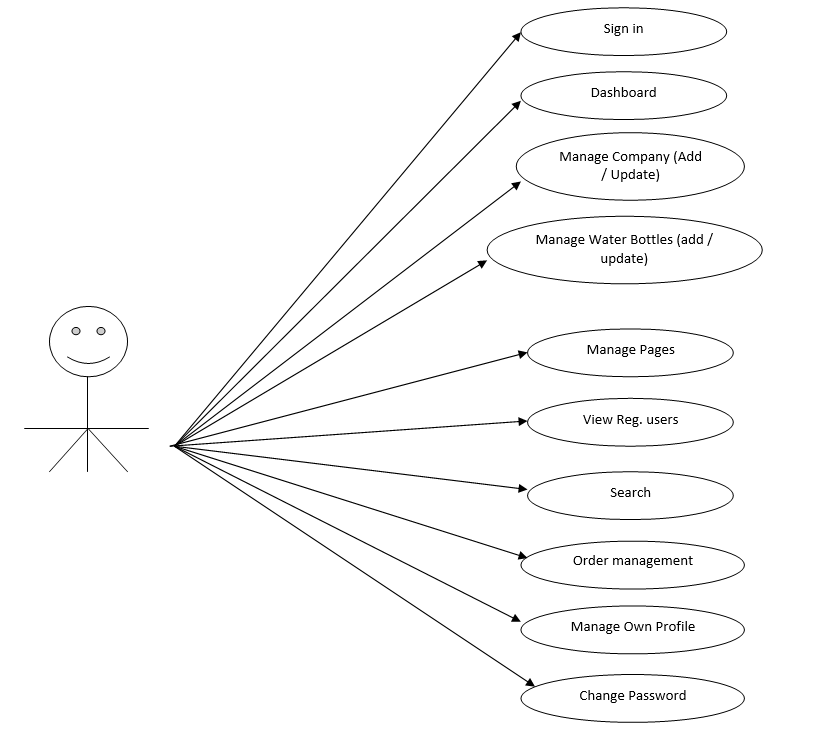 Sign in
Dashboard
Manage Company (Add
/ Update)
Manage Water Bottles (add /
update)
Manage Pages
View Reg. users
Search
Order management
Manage Own Profile
Change Password